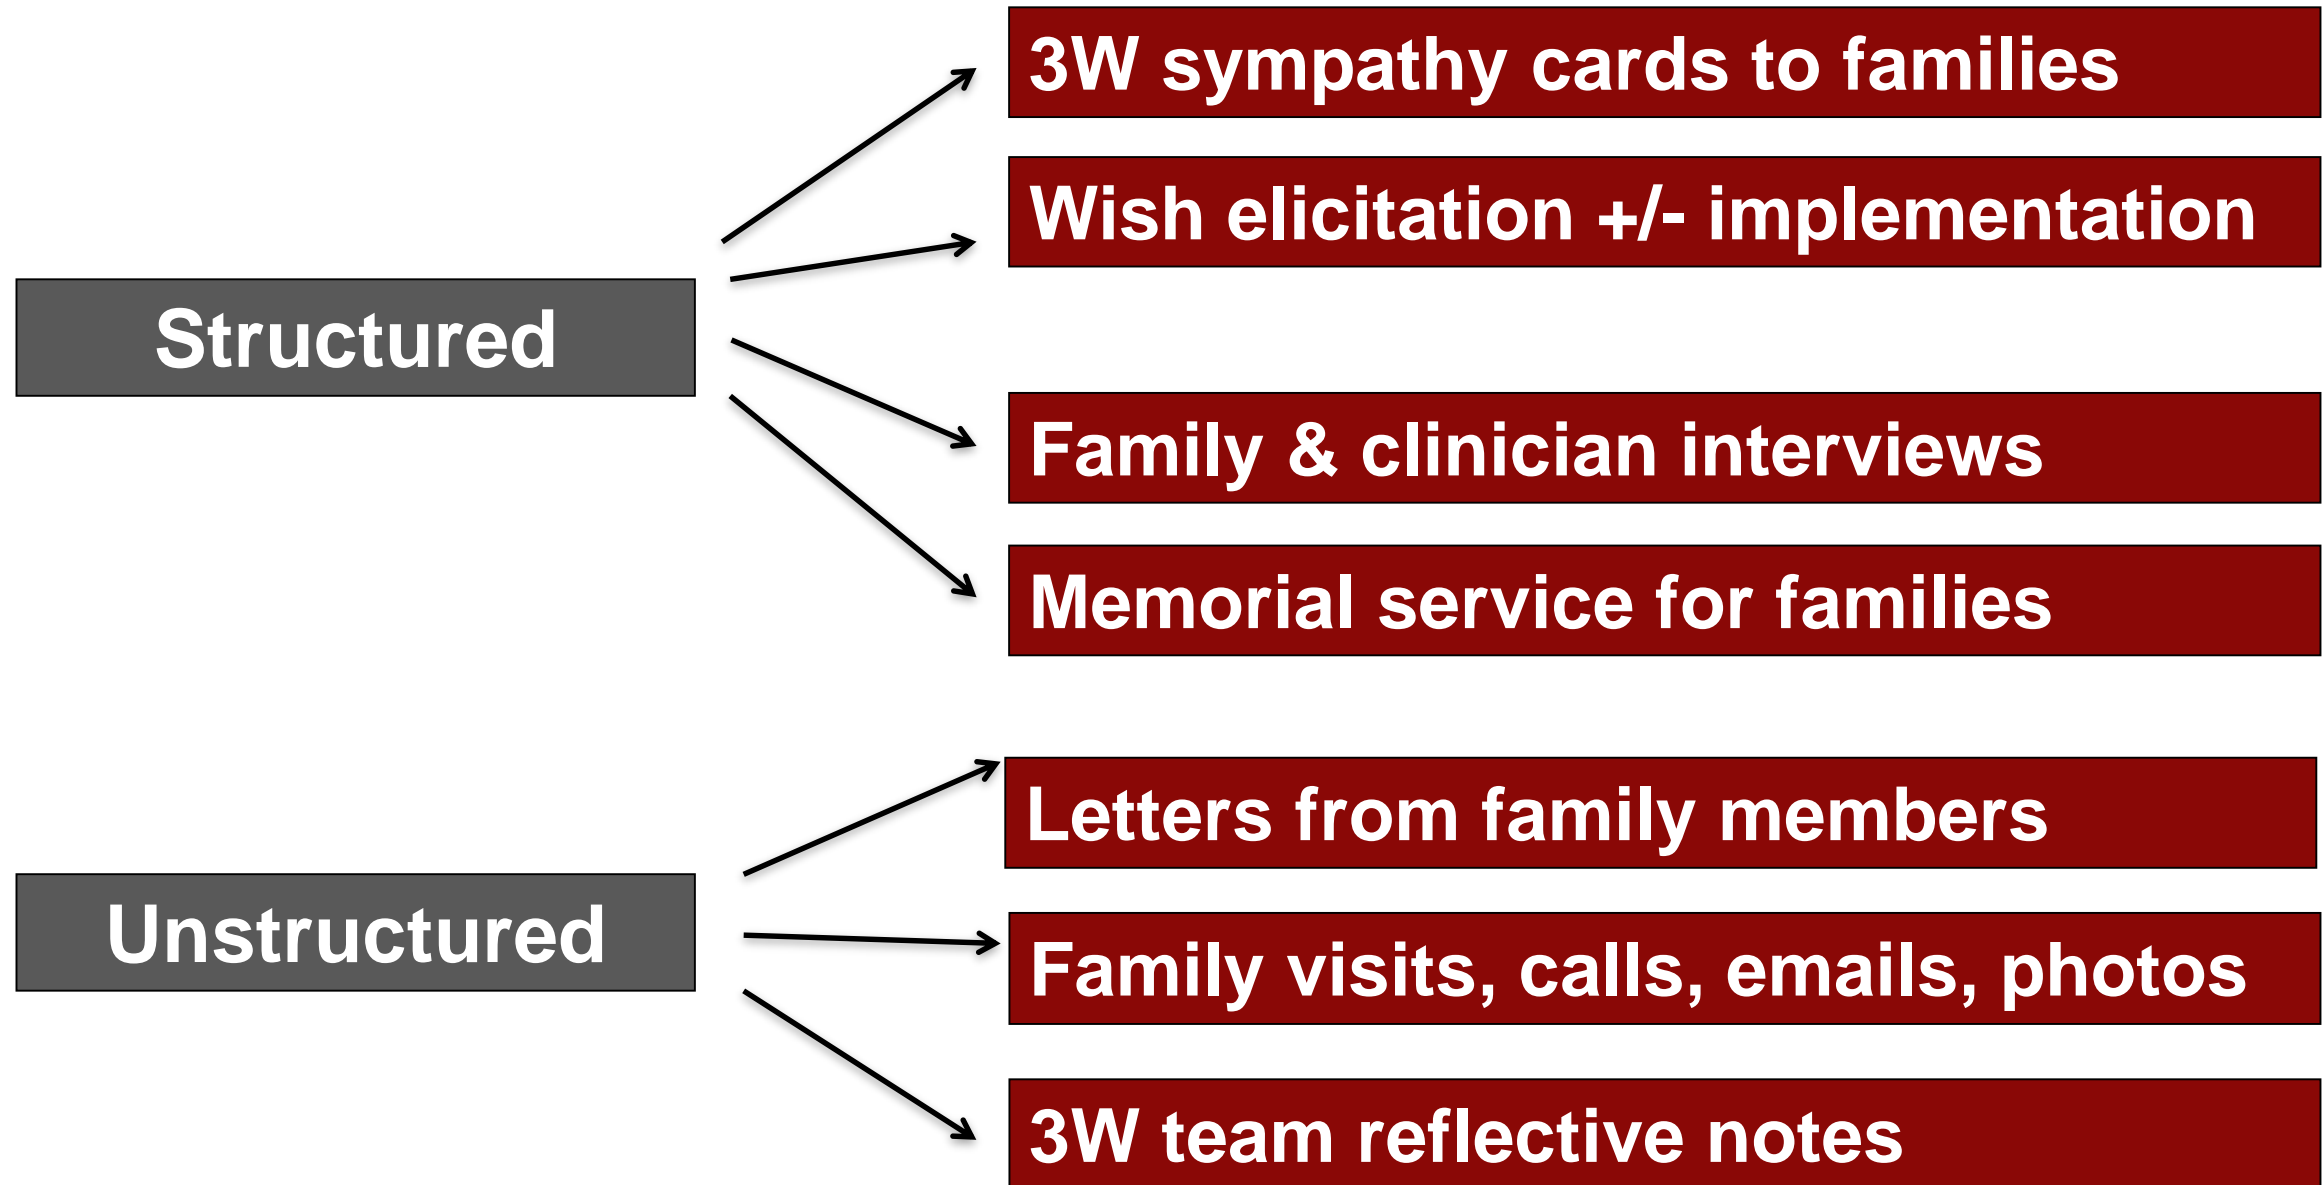 Structured
3W sympathy cards to families
Wish elicitation +/- implementation
Family & clinician interviews
Memorial service for families
Unstructured
Letters from family members
Family visits, calls, emails, photos
3W team reflective notes